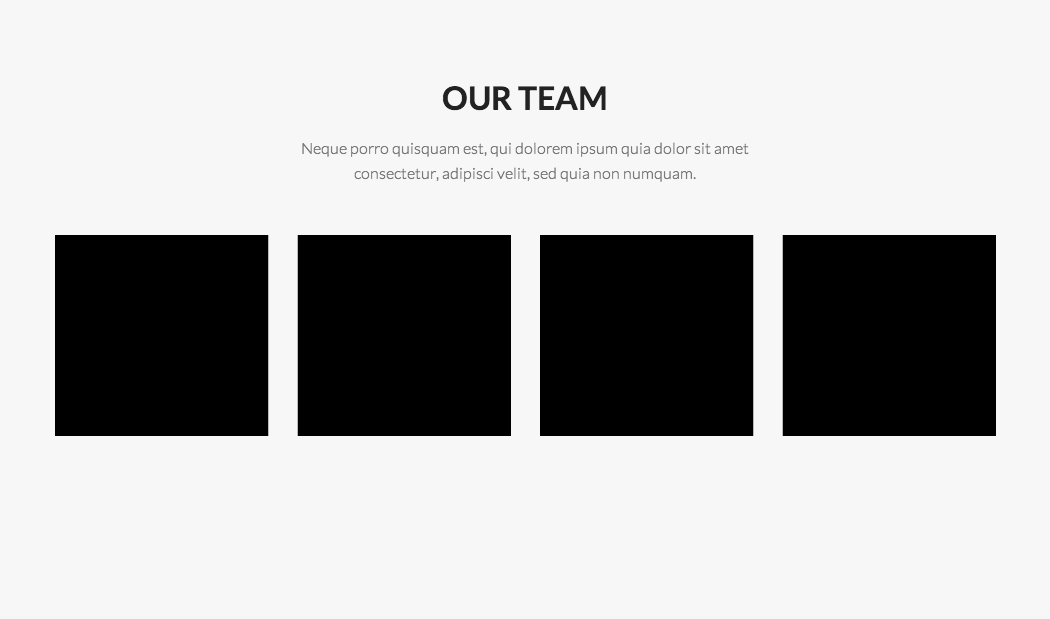 OUR TEAM
Neque porro quisquam est, qui dolorem ipsum quia dolor sit amet
consectetur, adipisci velit, sed quia non numquam.